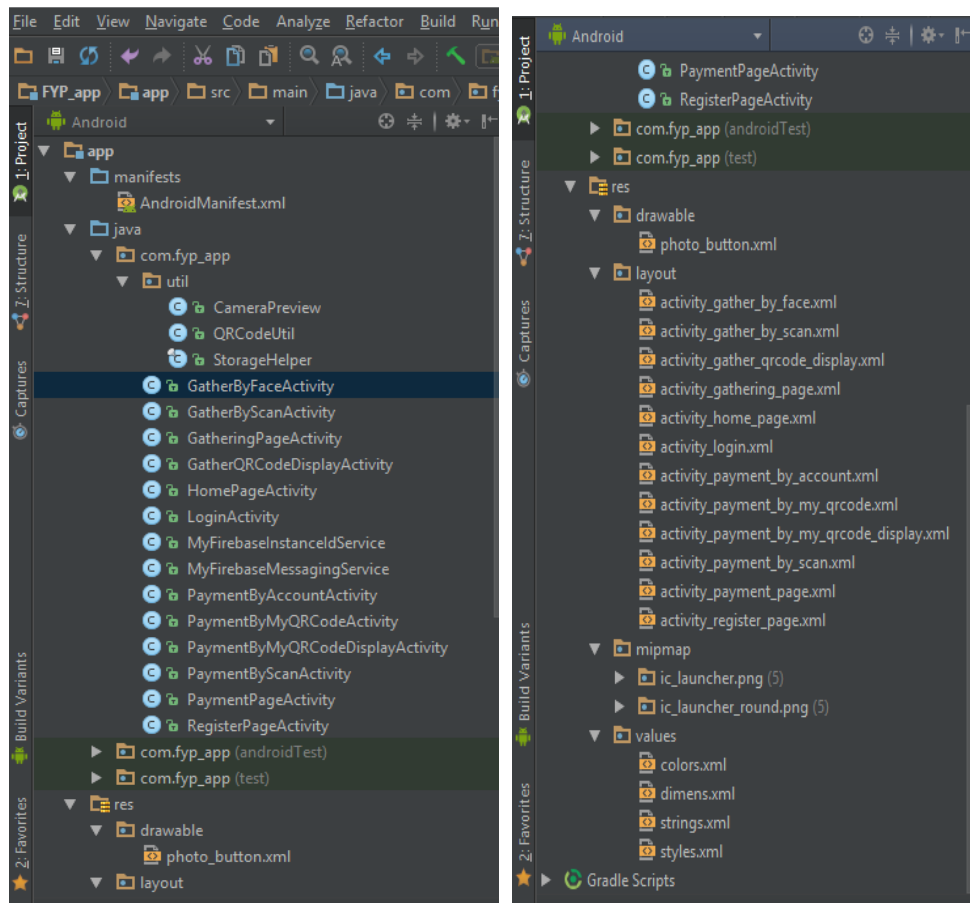 File Edit View Navigate Code Analyze Refactor Build Run
FYP_app app src main java com f
1: Project
7: Structure
Captures
Build Variants
2: Favorites
Android
app
manifests
AndroidManifest.xml
java
com.fyp_app
util
CameraPreview
QRCodeUtil
StorageHelper
GatherByFaceActivity
GatherByScanActivity
GatheringPageActivity
GatherQRCodeDisplayActivity
HomePageActivity
LoginActivity
MyFirebaseInstanceIdService
MyFirebaseMessagingService
PaymentByAccountActivity
PaymentByMyQRCodeActivity
PaymentByMyQRCodeDisplayActivity
PaymentByScanActivity
PaymentPageActivity
RegisterPageActivity
com.fyp_app (androidTest)
com.fyp_app (test)
res
drawable
photo_button.xml
layout
1: Project
7: Structure
Captures
Build Variants
2: Favorites
Android
PaymentPageActivity
RegisterPageActivity
com.fyp_app (androidTest)
com.fyp_app (test)
res
drawable
photo_button.xml
layout
activity_gather_by_face.xml
activity_gather_by_scan.xml
activity_gather_qrcode_display.xml
activity_gathering_page.xml
activity_home_page.xml
activity_login.xml
activity_payment_by_account.xml
activity_payment_by_my_qrcode.xml
activity_payment_by_my_qrcode_display.xml
activity_payment_by_scan.xml
activity_payment_page.xml
activity_register_page.xml
mipmap
ic_launcher.png (5)
ic_launcher_round.png (5)
values
colors.xml
dimens.xml
strings.xml
styles.xml
Gradle Scripts